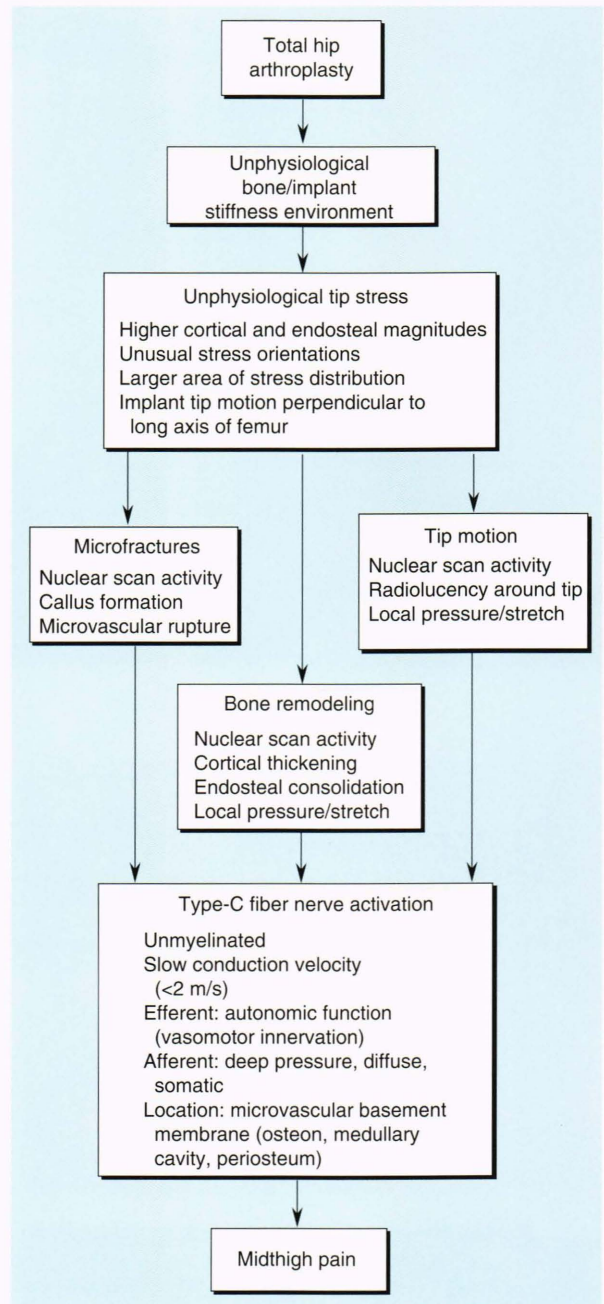 Total hip
arthroplasty
Unphysiological
bone/implant
stiffness environment
Unphysiological tip stress
Higher cortical and endosteal magnitudes
Unusual stress orientations
Larger area of stress distribution
Implant tip motion perpendicular to
long axis of femur
Microfractures
Nuclear scan activity
Callus formation
Microvascular rupture
Tip motion
Nuclear scan activity
Radiolucency around tip
Local pressure/stretch
Bone remodeling
Nuclear scan activity
Cortical thickening
Endosteal consolidation
Local pressure/stretch
Type-C fiber nerve activation
Unmyelinated
Slow conduction velocity
(<2 m/s)
Efferent: autonomic function
(vasomotor innervation)
Afferent: deep pressure, diffuse,
somatic
Location: microvascular basement
membrane (osteon, medullary
cavity, periosteum)
Midthigh pain